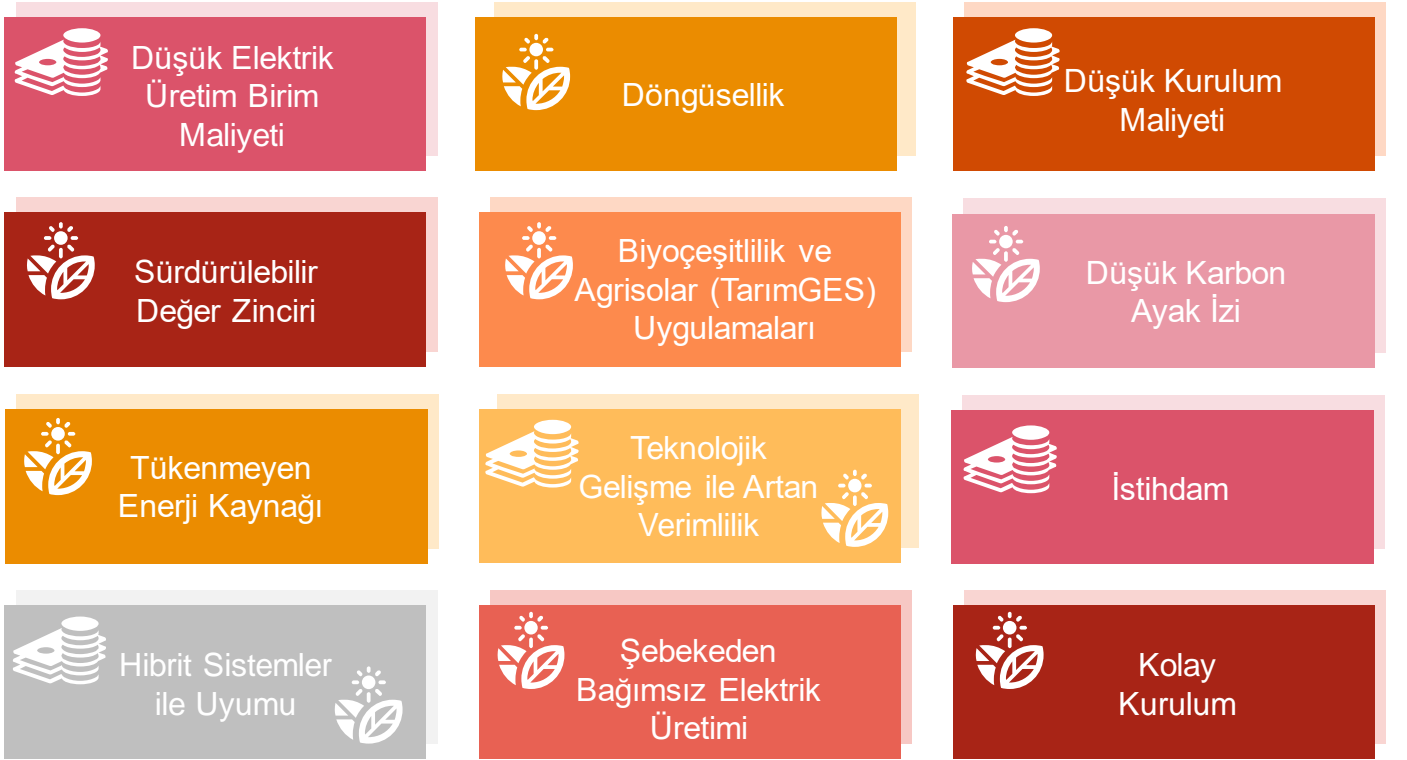 Düşük Elektrik
Üretim Birim
Maliyeti
Döngüsellik
Düşük Kurulum
Maliyeti
Sürdürülebilir
Değer Zinciri
Biyoçeşitlilik ve
Agrisolar (TarımGES)
Uygulamaları
Düşük Karbon
Ayak İzi
Tükenmeyen
Enerji Kaynağı
Teknolojik
Gelişme ile Artan
Verimlilik
İstihdam
Hibrit Sistemler
ile Uyumu
Şebekeden
Bağımsız Elektrik
Üretimi
Kolay
Kurulum